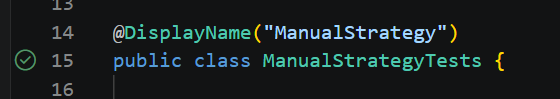 13
14 @DisplayName("ManualStrategy")
15 public class ManualStrategyTests {
16